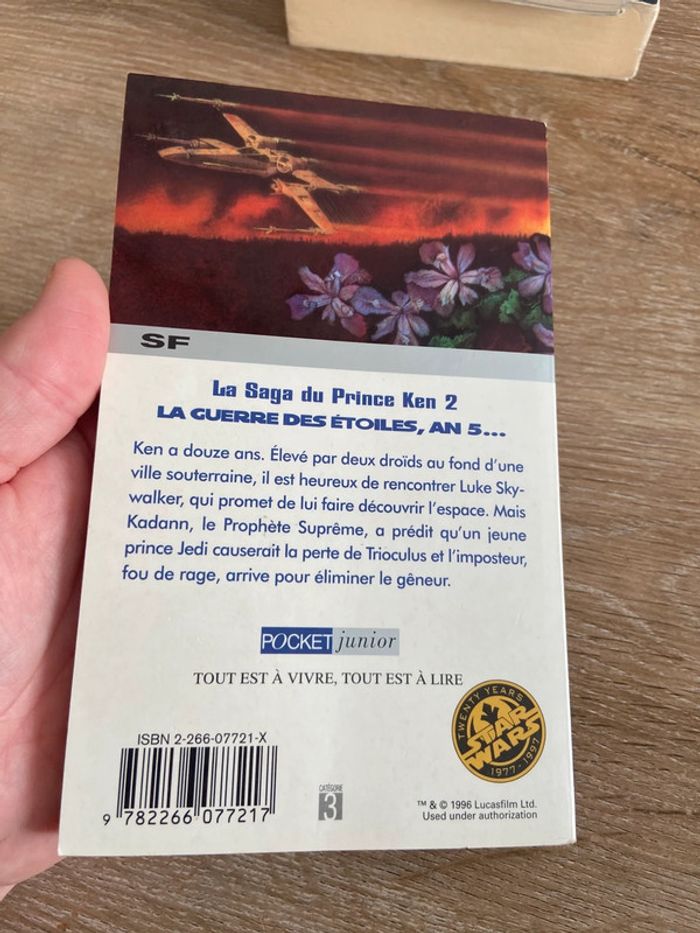 SF
La Saga du Prince Ken 2
LA GUERRE DES ÉTOILES, AN 5...
Ken a douze ans. Élevé par deux droïds au fond d'une
ville souterraine, il est heureux de rencontrer Luke Sky-
walker, qui promet de lui faire découvrir l'espace. Mais
Kadann, le Prophète Suprême, a prédit qu'un jeune
prince Jedi causerait la perte de Trioculus et l'imposteur,
fou de rage, arrive pour éliminer le gêneur.
POCKET junior
TOUT EST À VIVRE, TOUT EST À LIRE
TWENTY YEARS
STAR
WARS
1977-1997
ISBN 2-266-07721-X
9 782266 077217
CATÉGORIE
3
™ & © 1996 Lucasfilm Ltd.
Used under authorization